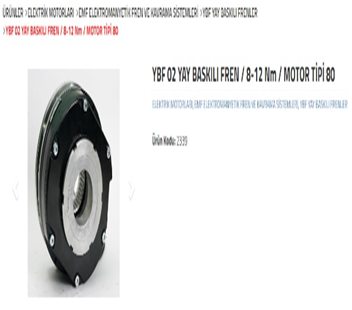 ÜRÜNLER >ELEKTRİK MOTORLARI >EMF ELEKTROMANYETİK FREN VE KAVRAMA SİSTEMLERİ >YBF YAY BASKILI FRENLER
>YBF 02 YAY BASKILI FREN / 8-12 Nm / MOTOR TİPİ 80
YBF 02 YAY BASKILI FREN / 8-12 Nm / MOTOR TİPİ 80
ELEKTRİK MOTORLARI, EMF ELEKTROMANYETİK FREN VE KAVRAMA SİSTEMLERİ, YBF YAY BASKILI FRENLER
Ürün Kodu: 2339